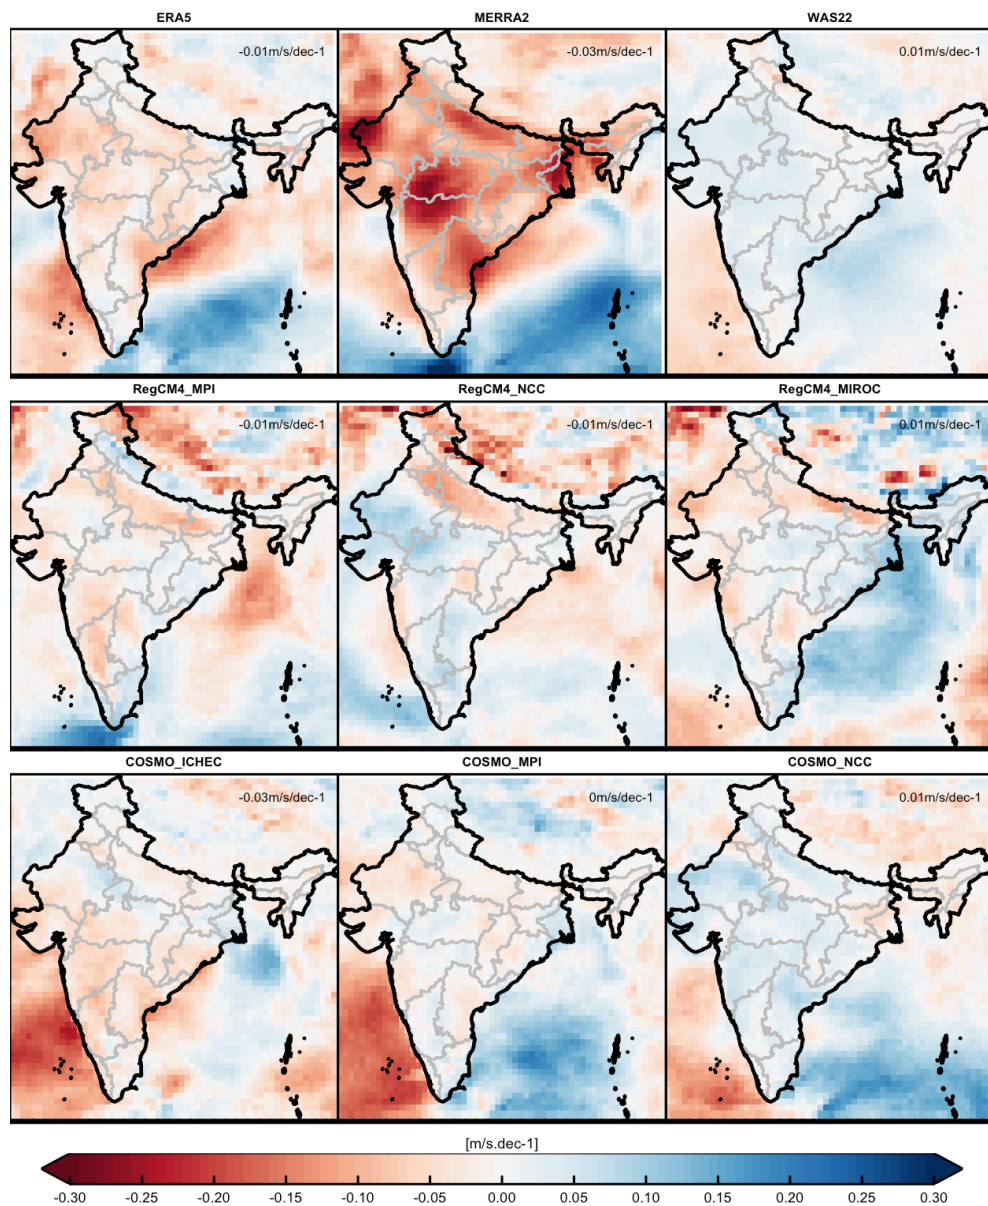 ERA5 MERRA2 WAS22
-0.01m/s/dec-1 -0.03m/s/dec-1 0.01m/s/dec-1
RegCM4_MPI RegCM4_NCC RegCM4_MIROC
-0.01m/s/dec-1 -0.01m/s/dec-1 0.01m/s/dec-1
COSMO_ICHEC COSMO_MPI COSMO_NCC
-0.03m/s/dec-1 0m/s/dec-1 0.01m/s/dec-1
[m/s.dec-1]
-0.30 -0.25 -0.20 -0.15 -0.10 -0.05 0.00 0.05 0.10 0.15 0.20 0.25 0.30